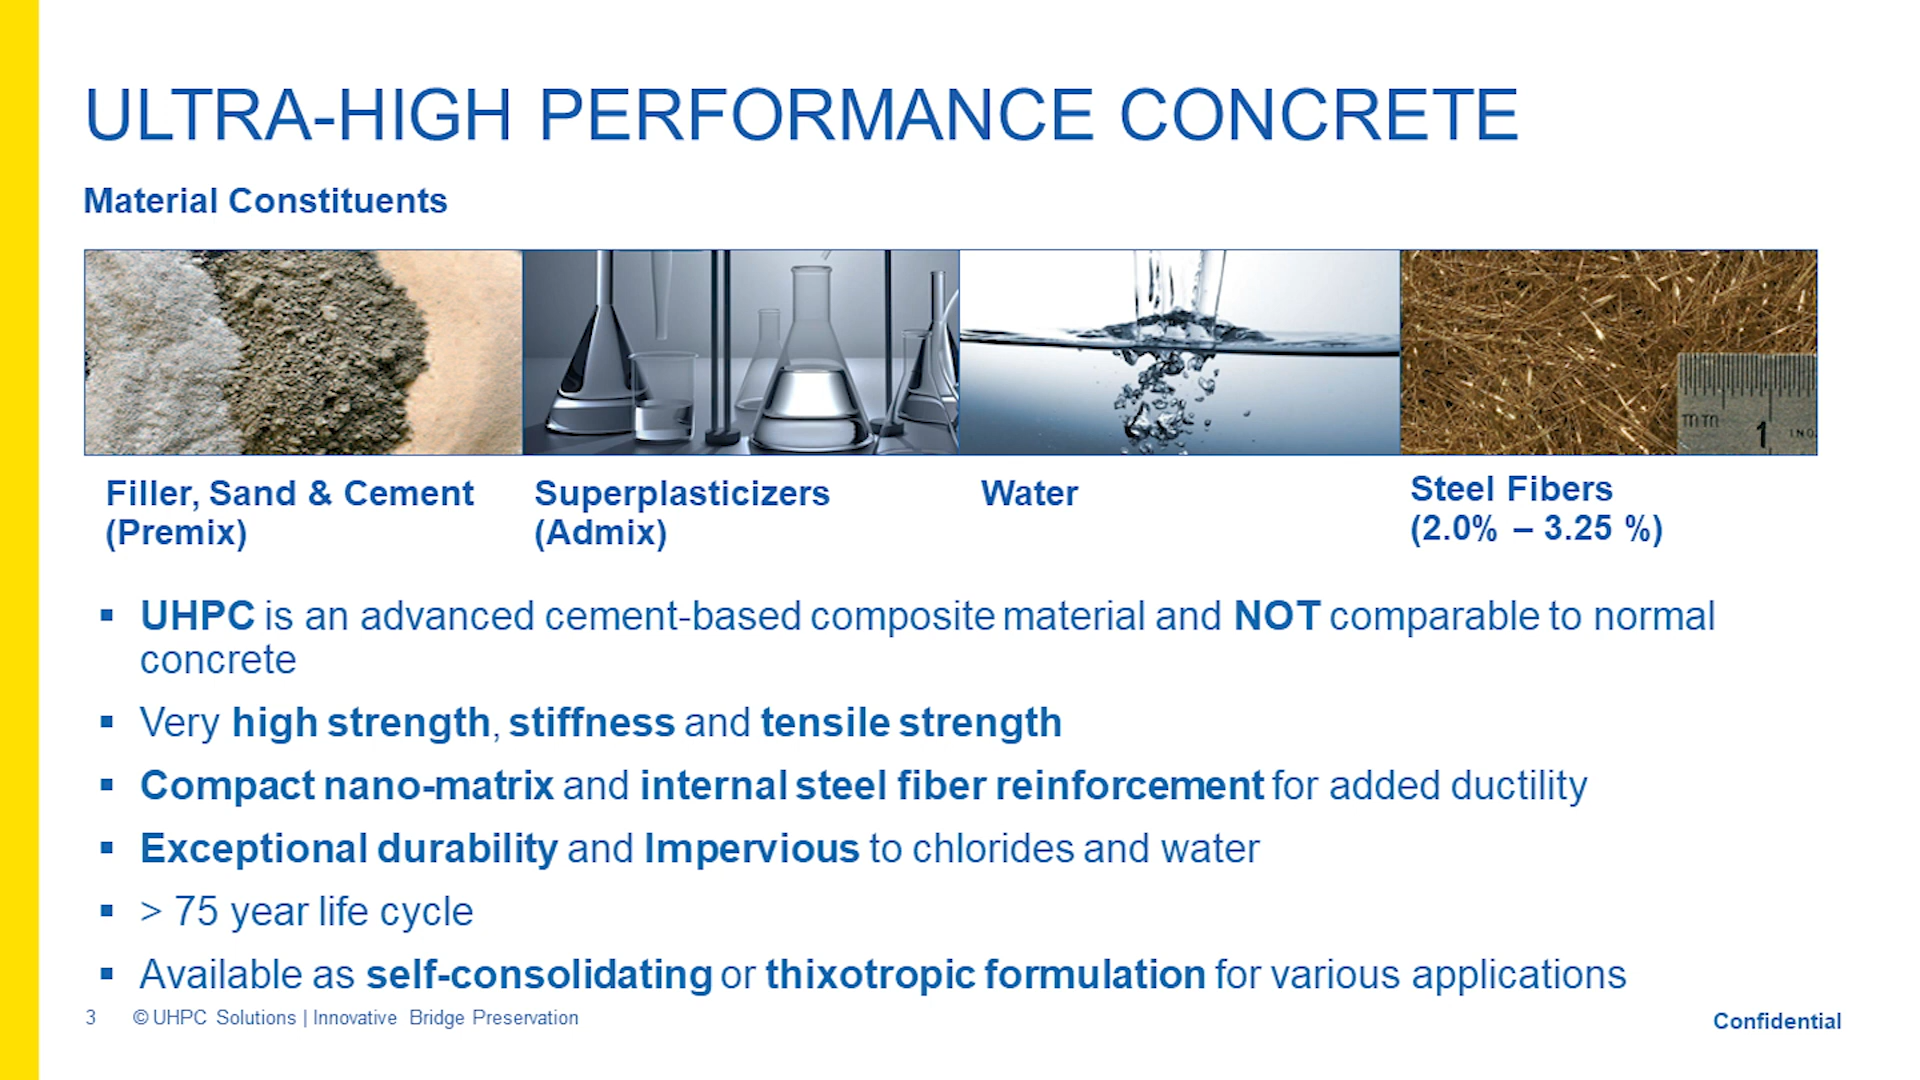 ULTRA-HIGH PERFORMANCE CONCRETE
Material Constituents
mm
1
INO
Filler, Sand & Cement
(Premix)
Superplasticizers
(Admix)
Water
Steel Fibers
(2.0% – 3.25 %)
▪ UHPC is an advanced cement-based composite material and NOT comparable to normal
concrete
▪ Very high strength, stiffness and tensile strength
▪ Compact nano-matrix and internal steel fiber reinforcement for added ductility
▪ Exceptional durability and Impervious to chlorides and water
▪ > 75 year life cycle
▪ Available as self-consolidating or thixotropic formulation for various applications
3 © UHPC Solutions | Innovative Bridge Preservation
Confidential